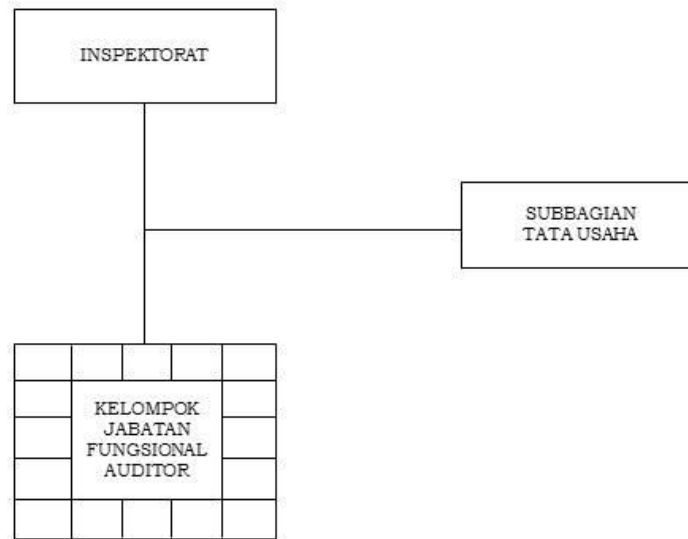 INSPEKTORAT
SUBBAGIAN
TATA USAHA
KELOMPOK
JABATAN
FUNGSIONAL
AUDITOR